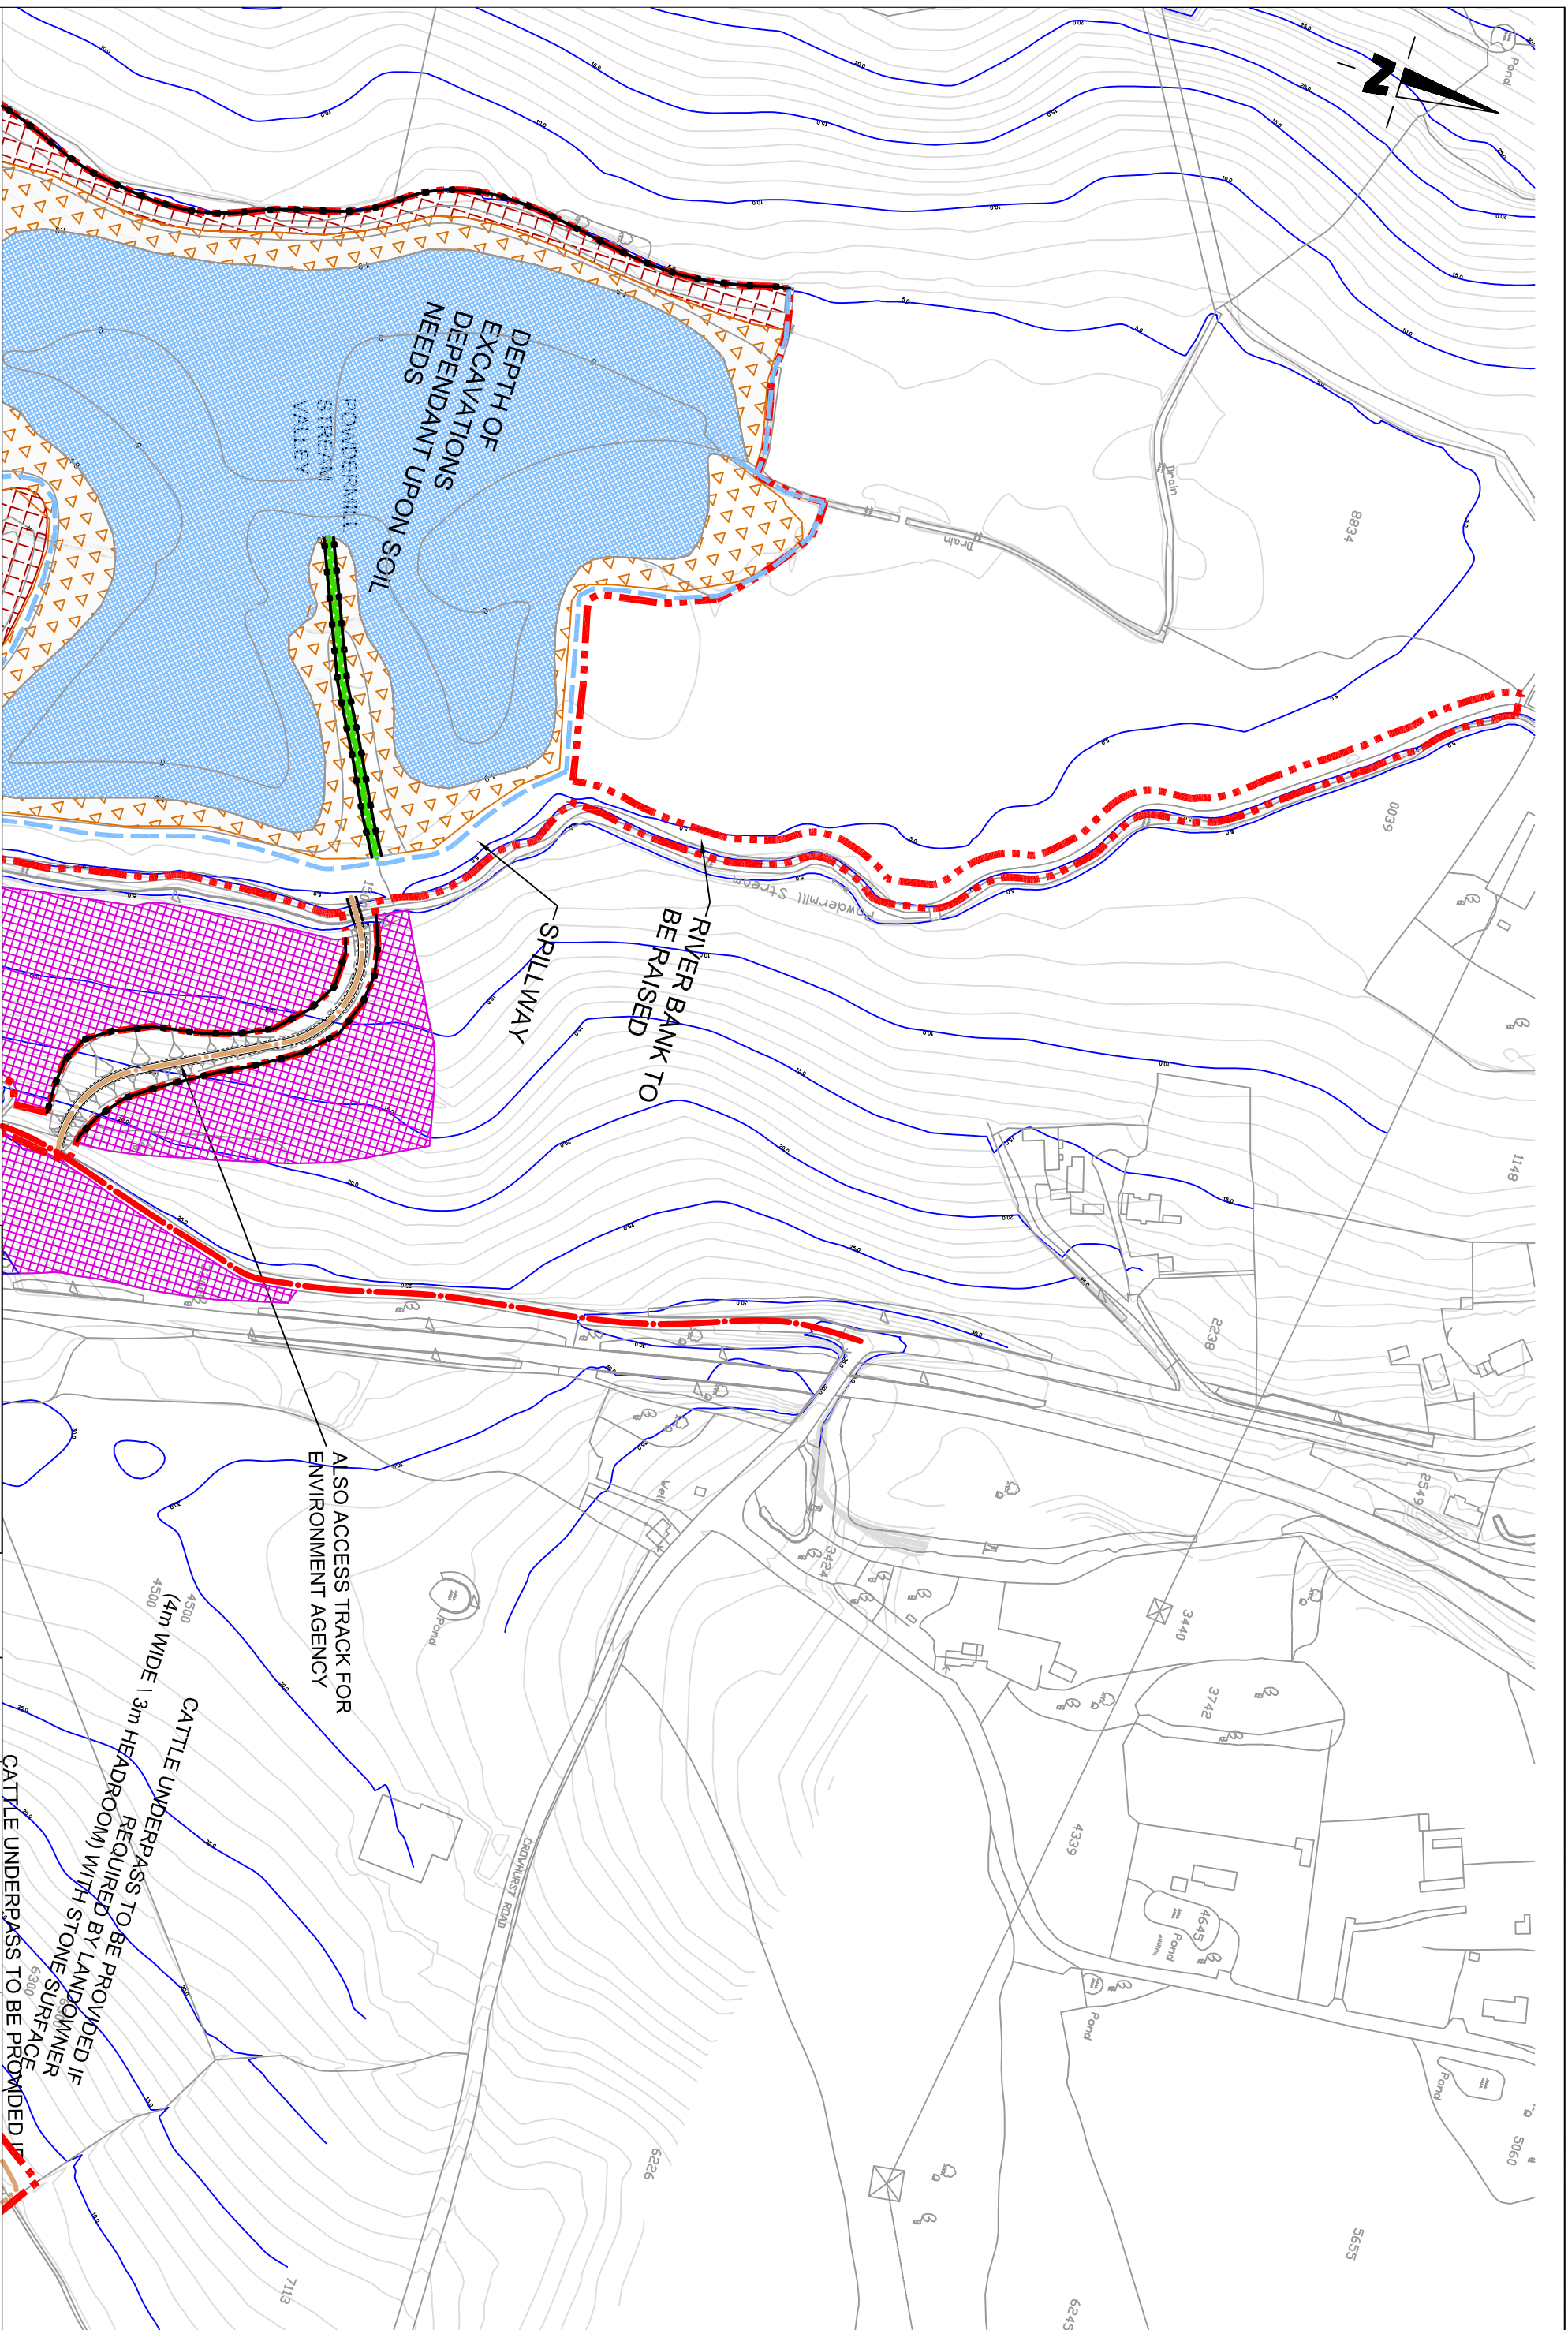 N
Pond
DEPTH OF
EXCAVATIONS
DEPENDANT UPON SOIL
NEEDS
POWDERMILL
STREAM
VALLEY
Drain
Drain
8834
0039
Powdermill Stream
RIVER BANK TO
BE RAISED
SPILLWAY
1148
2238
2549
ALSO ACCESS TRACK FOR
ENVIRONMENT AGENCY
Well
Pond
3424
3440
3742
4339
4645
Pond
Pond
Pond
5060
5655
6245
6226
7113
CROWHURST ROAD
4500
4500
CATTLE UNDERPASS TO BE PROVIDED IF
REQUIRED BY LANDOWNER
(4m WIDE | 3m HEADROOM) WITH STONE SURFACE
6300
6300
CATTLE UNDERPASS TO BE PROVIDED IF